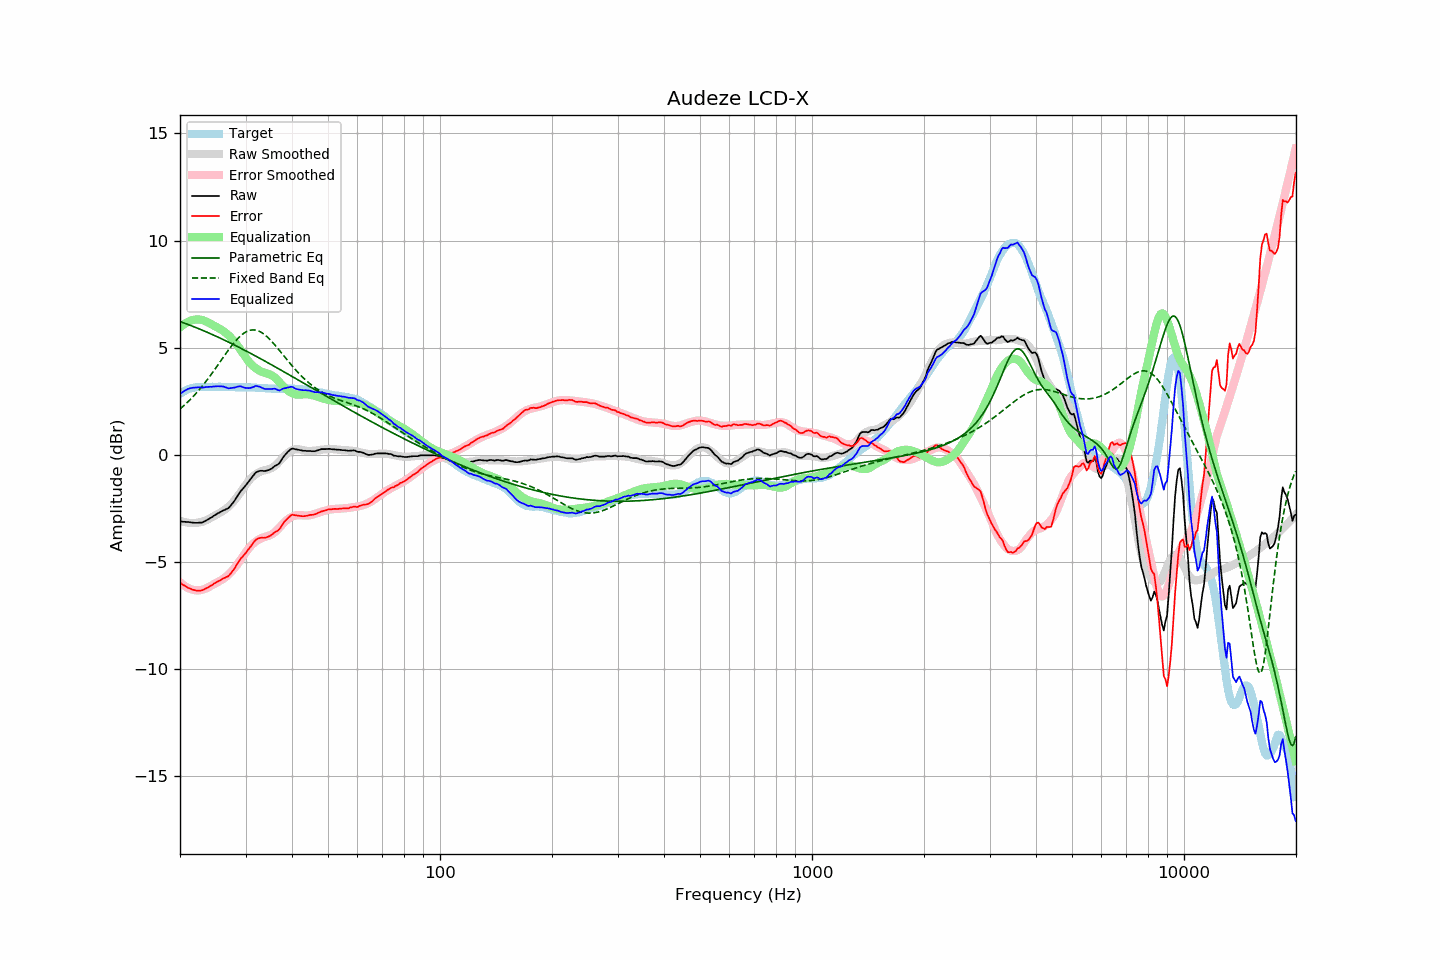 Audeze LCD-X
Target
Raw Smoothed
Error Smoothed
Raw
Error
Equalization
Parametric Eq
Fixed Band Eq
Equalized
15
10
5
0
−5
−10
−15
Amplitude (dBr)
100
1000
10000
Frequency (Hz)